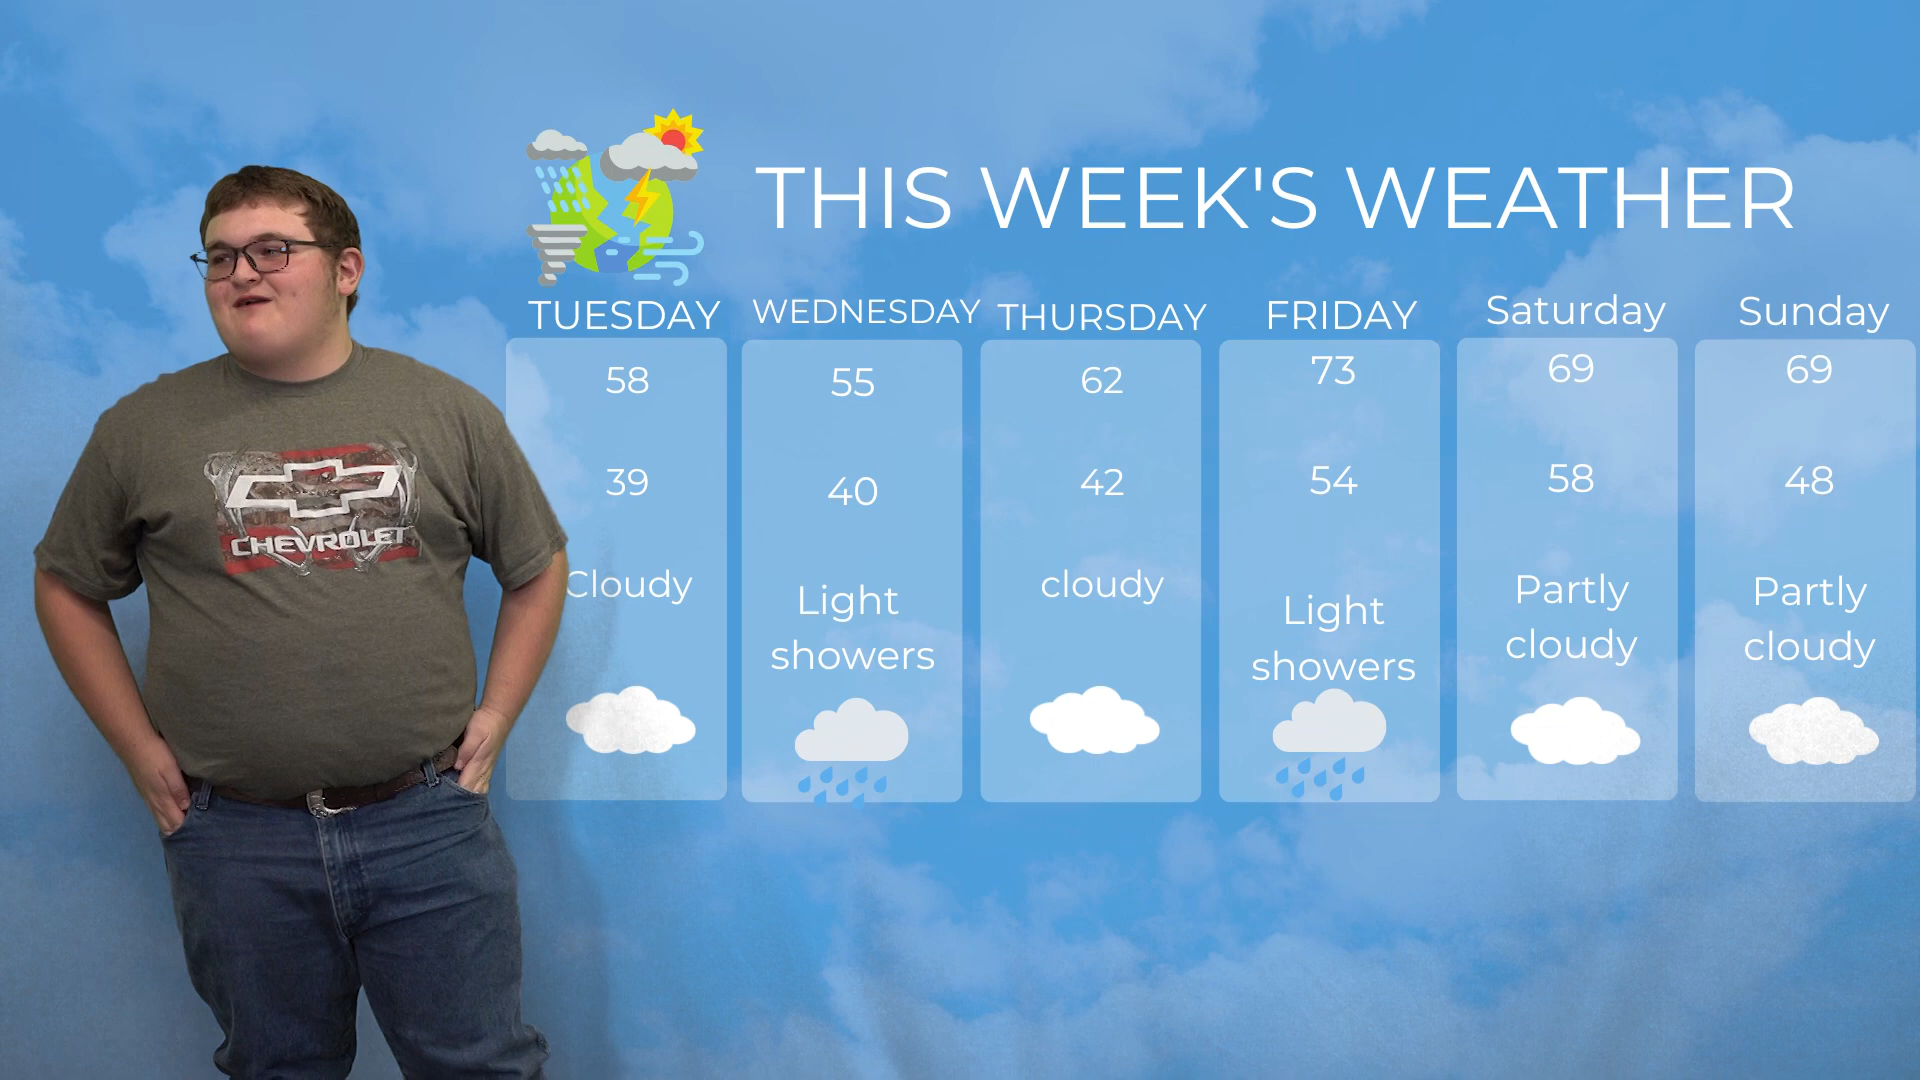 THIS WEEK'S WEATHER
TUESDAY
58
39
Cloudy
WEDNESDAY
55
40
Light
showers
THURSDAY
62
42
cloudy
FRIDAY
73
54
Light
showers
Saturday
69
58
Partly
cloudy
Sunday
69
48
Partly
cloudy
CHEVROLET